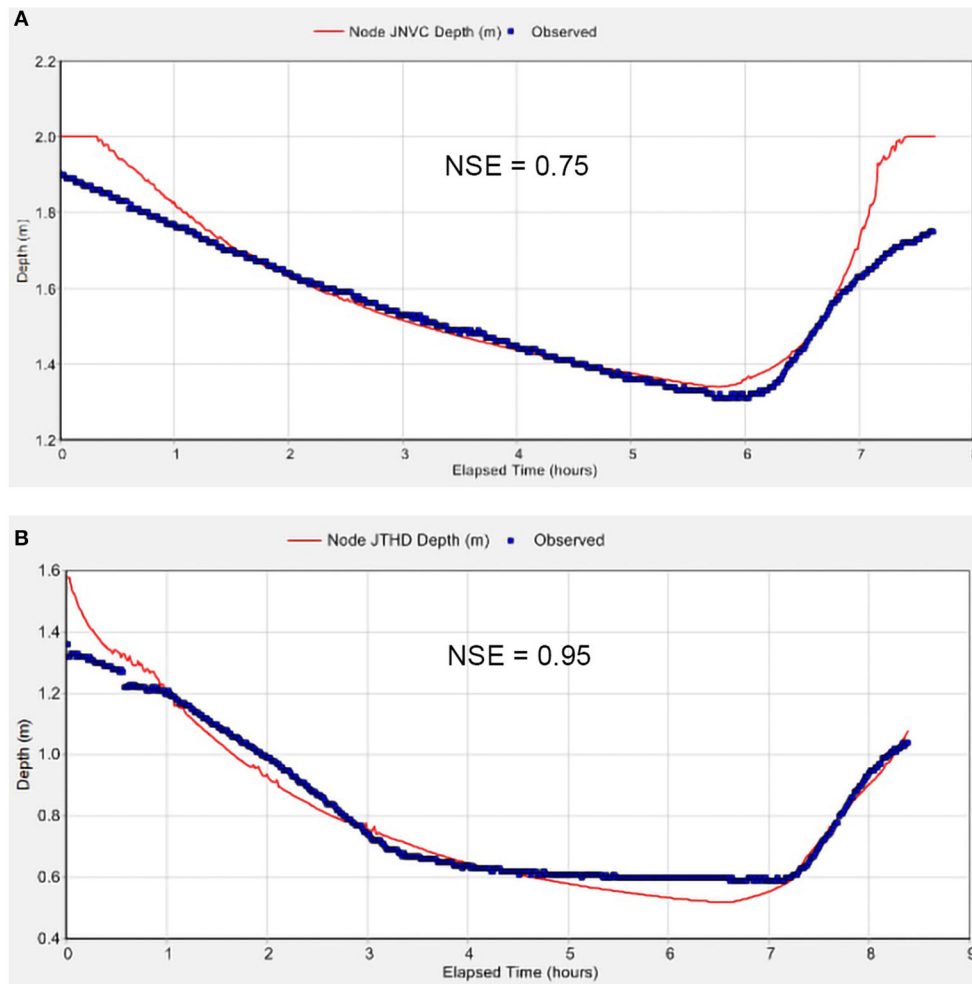 A
Node JNVC Depth (m) Observed
2.2
2.0
1.8
1.6
1.4
1.2
Depth (m)
NSE = 0.75
0 1 2 3 4 5 6 7
Elapsed Time (hours)
B
Node JTHD Depth (m) Observed
1.6
1.4
1.2
1.0
0.8
0.6
0.4
Depth (m)
NSE = 0.95
0 1 2 3 4 5 6 7 8 9
Elapsed Time (hours)